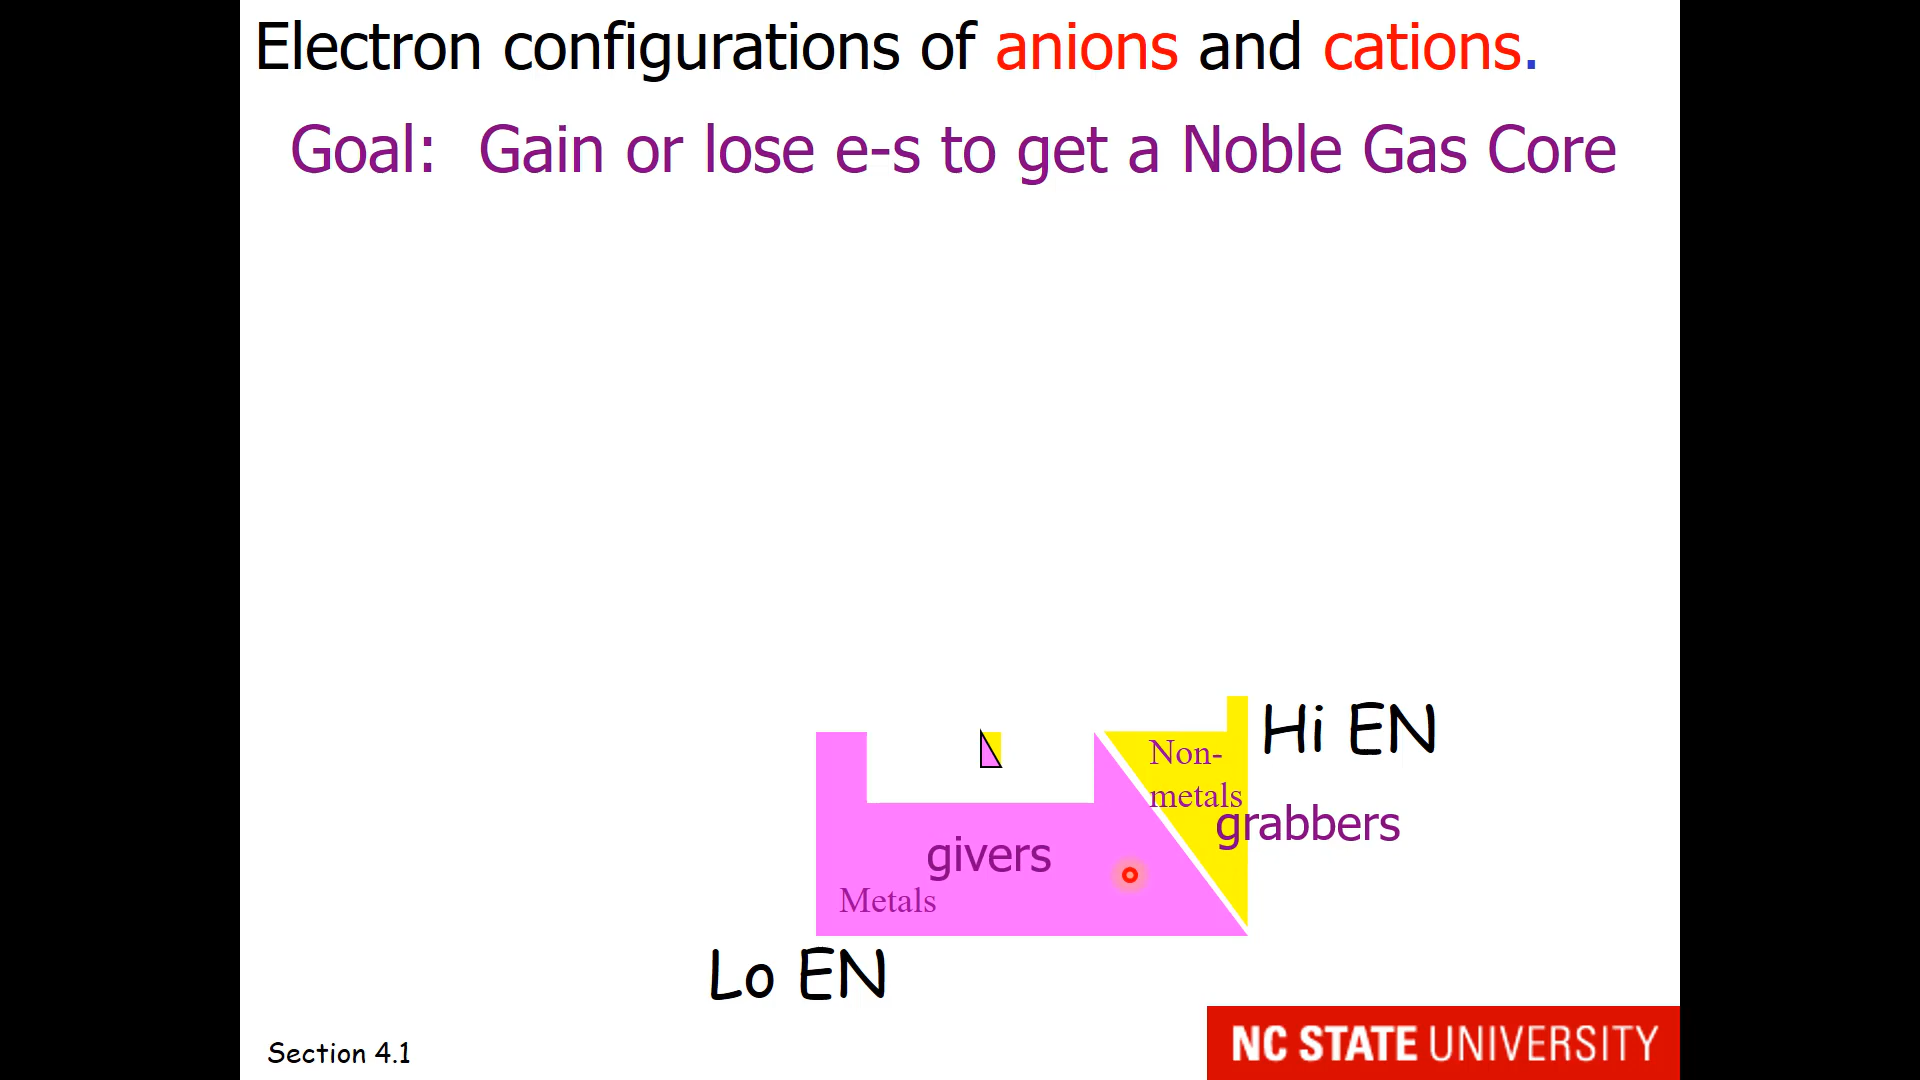 Electron configurations of anions and cations.
Goal: Gain or lose e-s to get a Noble Gas Core
Hi EN
Non-
metals
grabbers
givers
Metals
Lo EN
Section 4.1
NC STATE UNIVERSITY